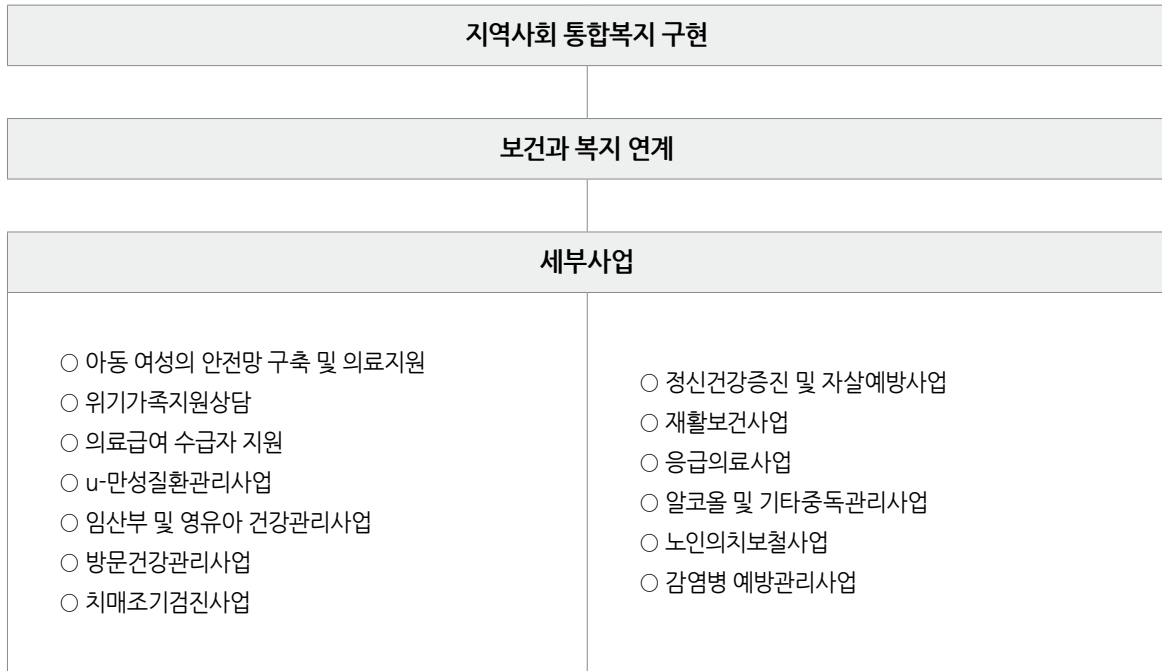 지역사회 통합복지 구현
보건과 복지 연계
세부사업
○ 아동 여성의 안전망 구축 및 의료지원
○ 위기가족지원상담
○ 의료급여 수급자 지원
○ u-만성질환관리사업
○ 임산부 및 영유아 건강관리사업
○ 방문건강관리사업
○ 치매조기검진사업
○ 정신건강증진 및 자살예방사업
○ 재활보건사업
○ 응급의료사업
○ 알코올 및 기타중독관리사업
○ 노인의치보철사업
○ 감염병 예방관리사업